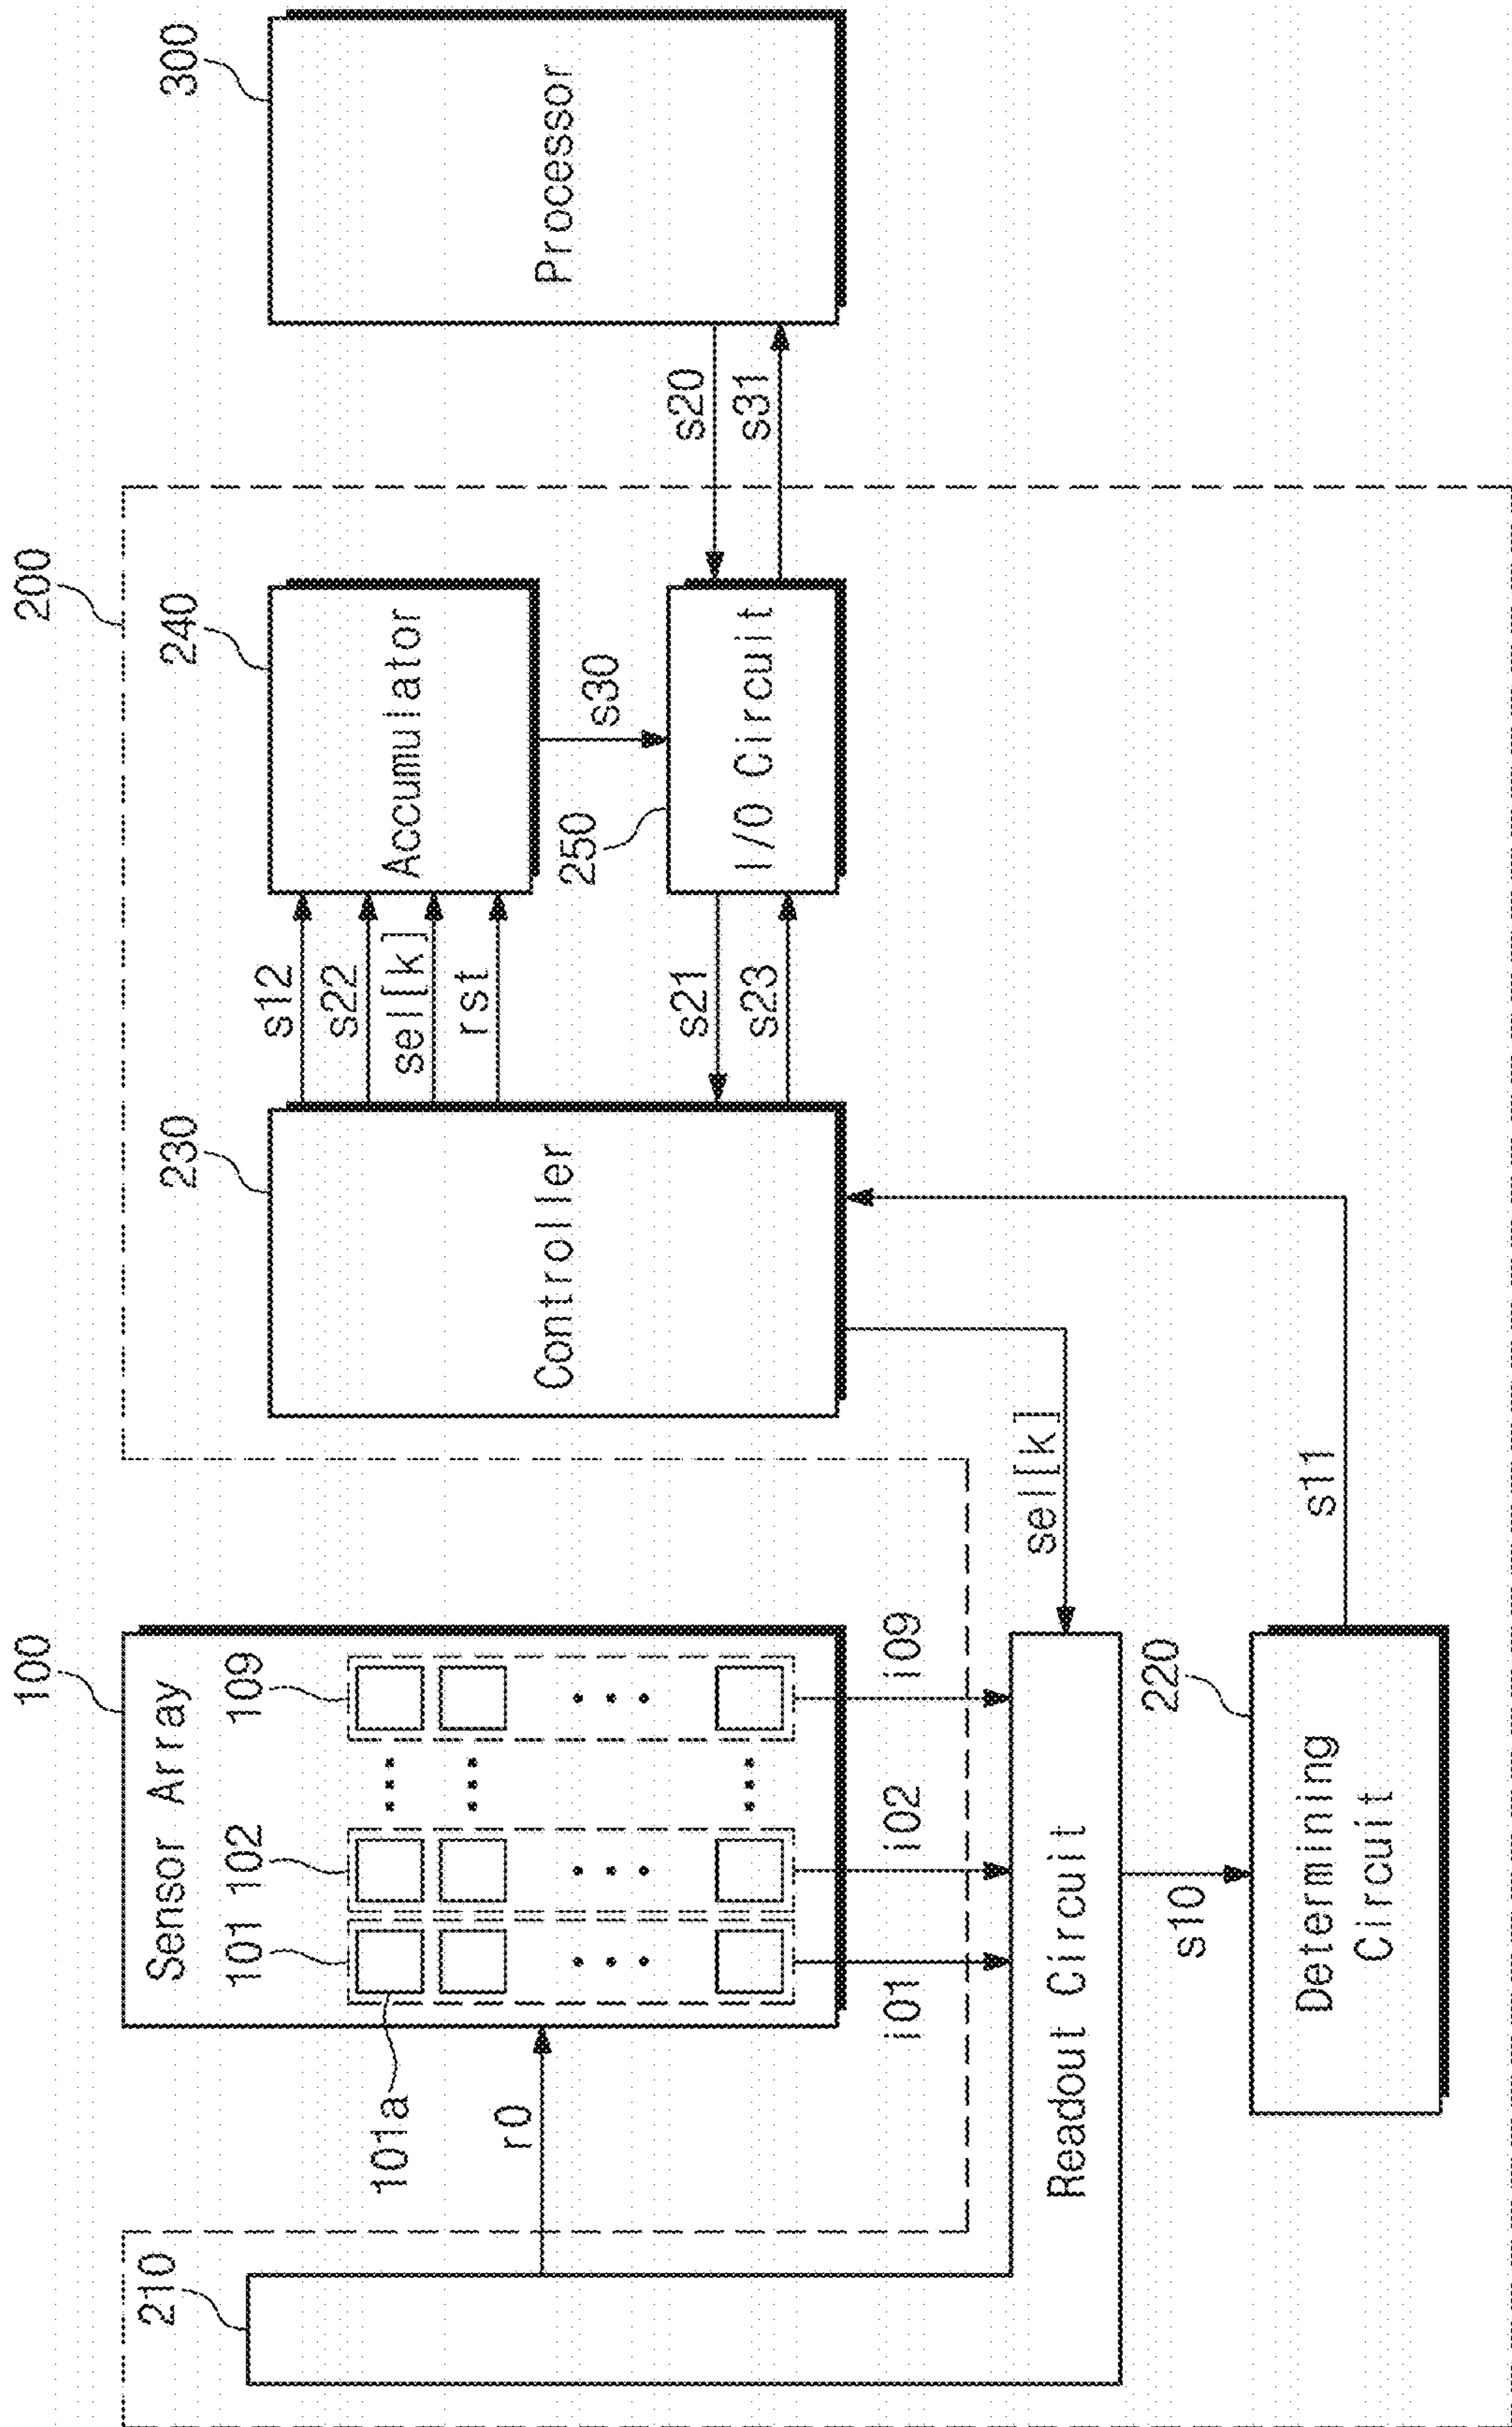 100
200
210
Sensor Array
101
102
109
101a
r0
i01
i02
i09
Readout Circuit
s10
220
Determining
Circuit
s11
sel[k]
230
Controller
s12
s22
sel[k]
rst
s21
s23
240
Accumulator
s30
250
I/O Circuit
s20
s31
300
Processor